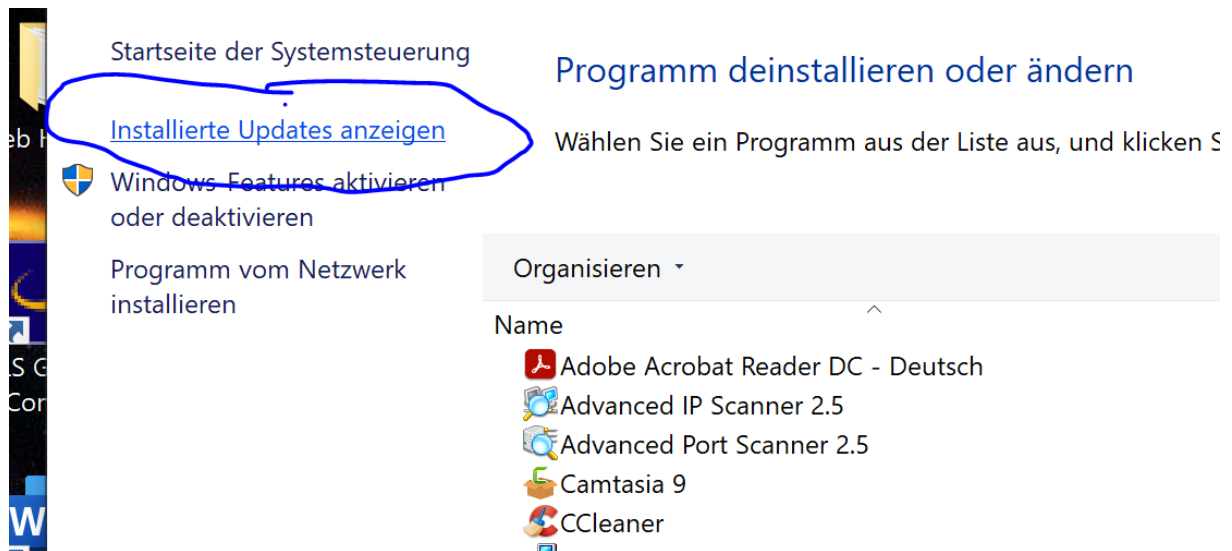 Startseite der Systemsteuerung
Installierte Updates anzeigen
Windows-Features aktivieren
oder deaktivieren
Programm vom Netzwerk
installieren
Programm deinstallieren oder ändern
Wählen Sie ein Programm aus der Liste aus, und klicken S
Organisieren
Name
Adobe Acrobat Reader DC - Deutsch
Advanced IP Scanner 2.5
Advanced Port Scanner 2.5
Camtasia 9
CCleaner